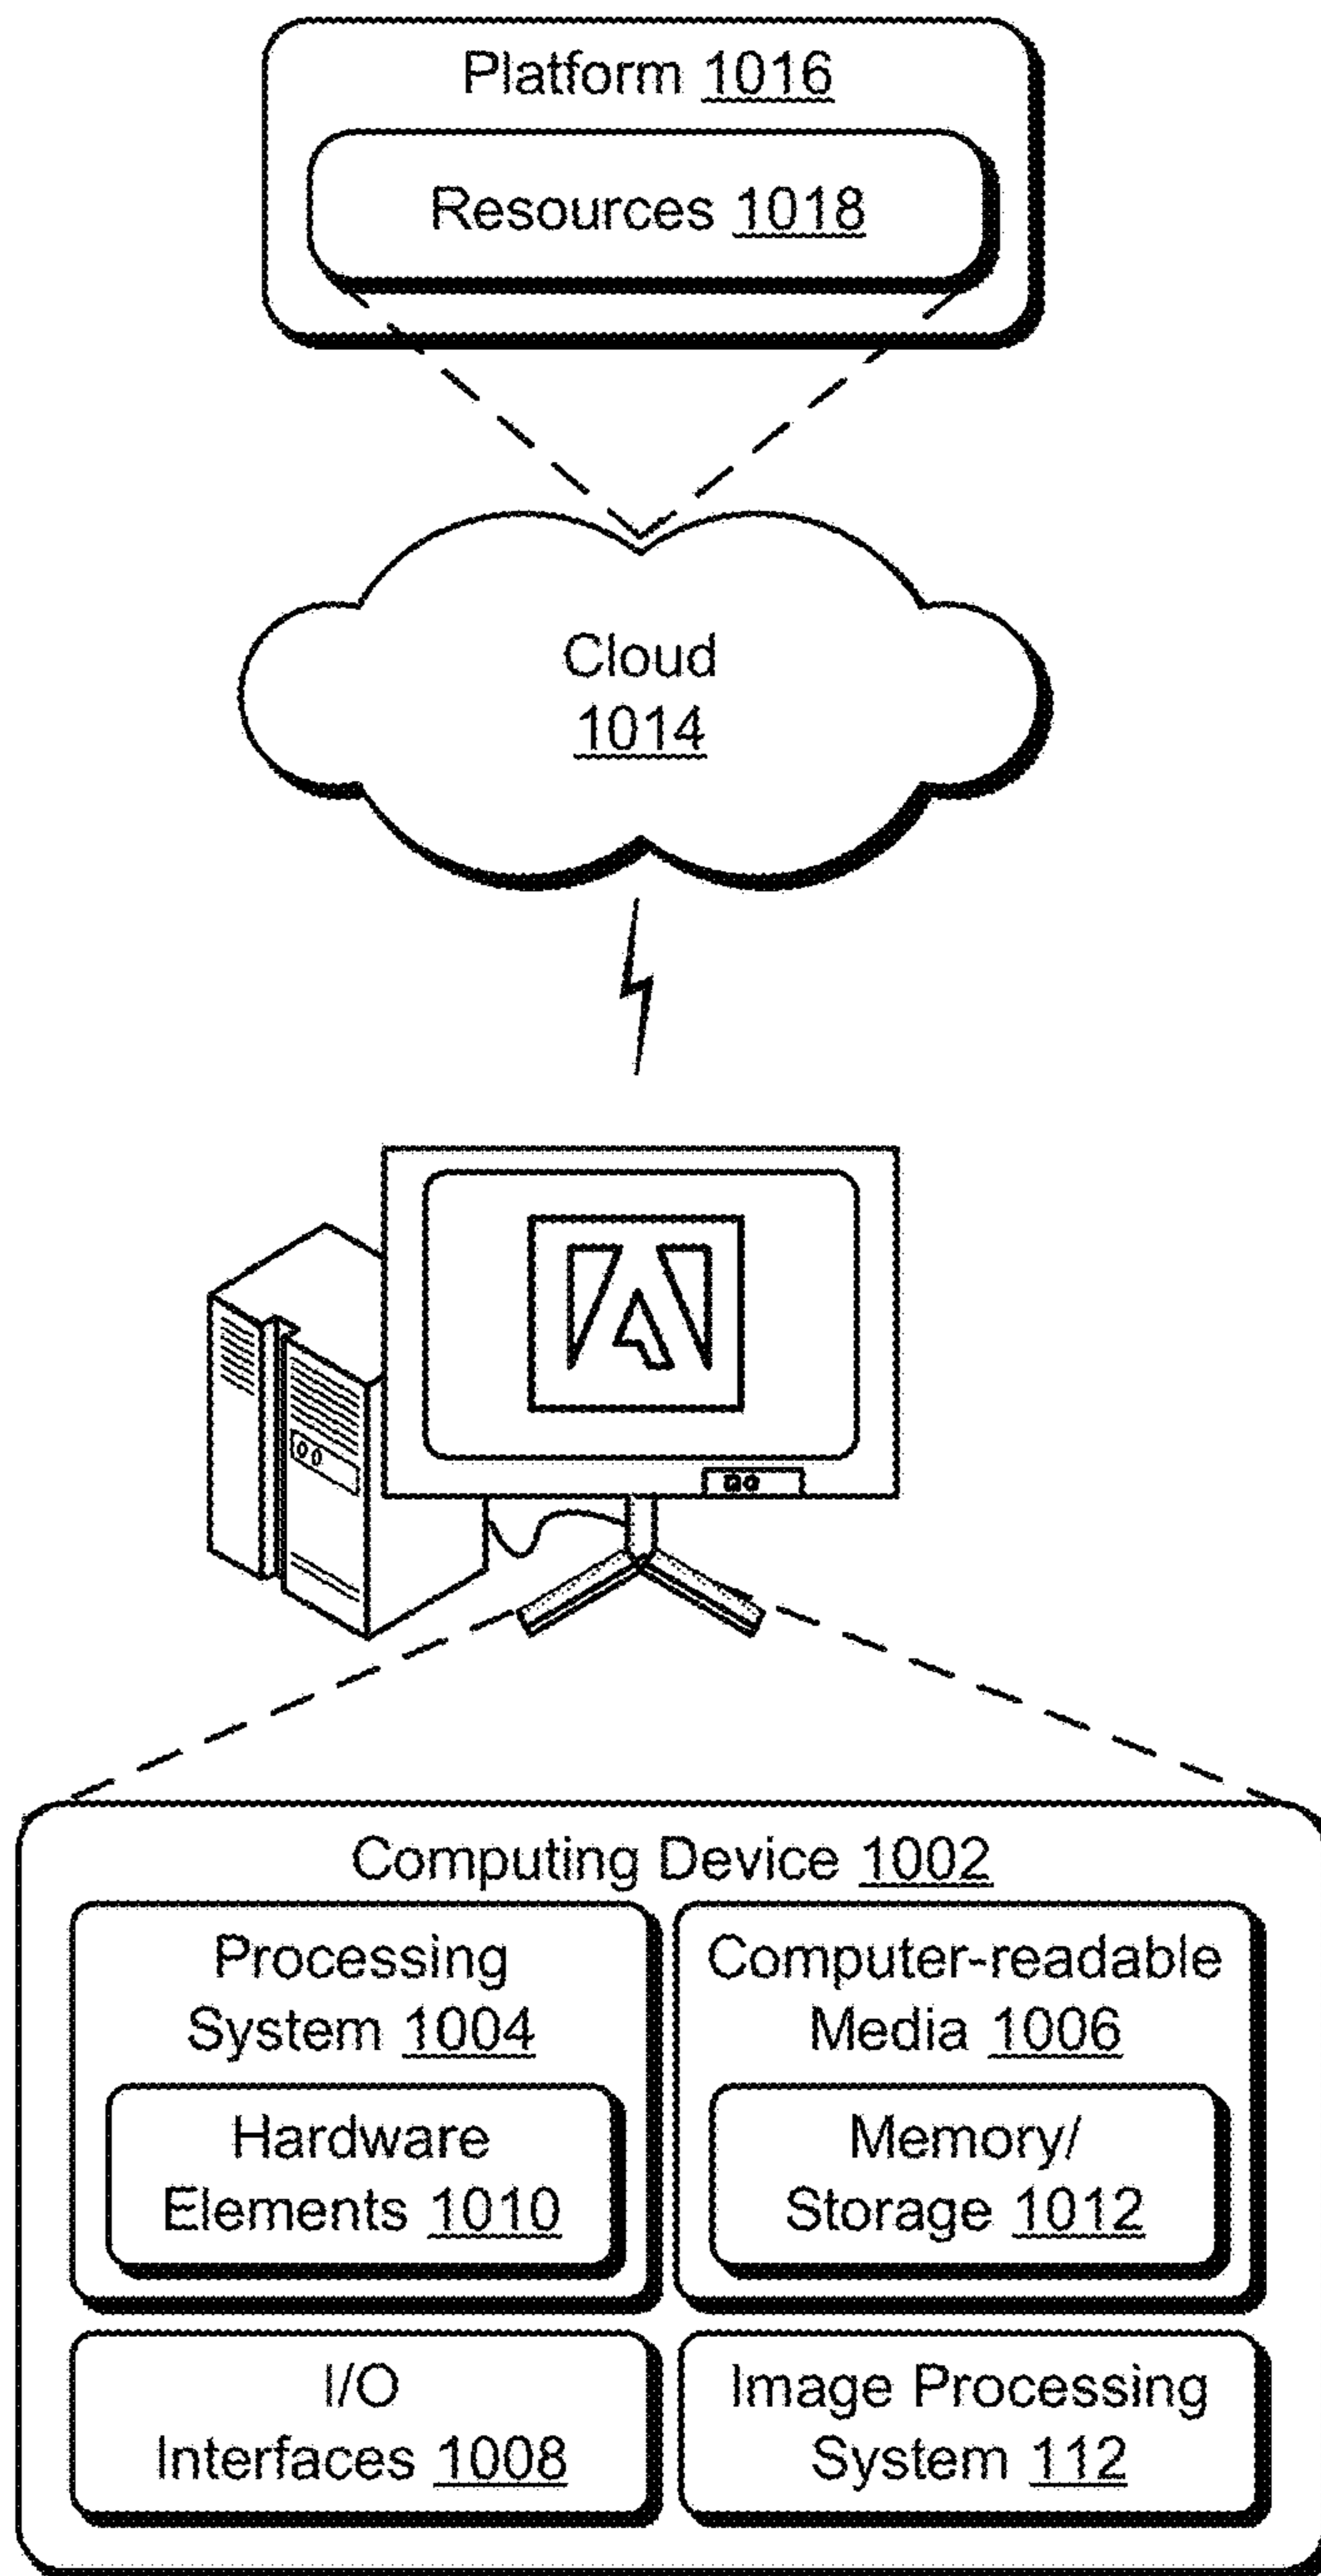 Platform 1016
Resources 1018
Cloud
1014
Computing Device 1002
Processing
System 1004
Hardware
Elements 1010
Computer-readable
Media 1006
Memory/
Storage 1012
I/O
Interfaces 1008
Image Processing
System 112